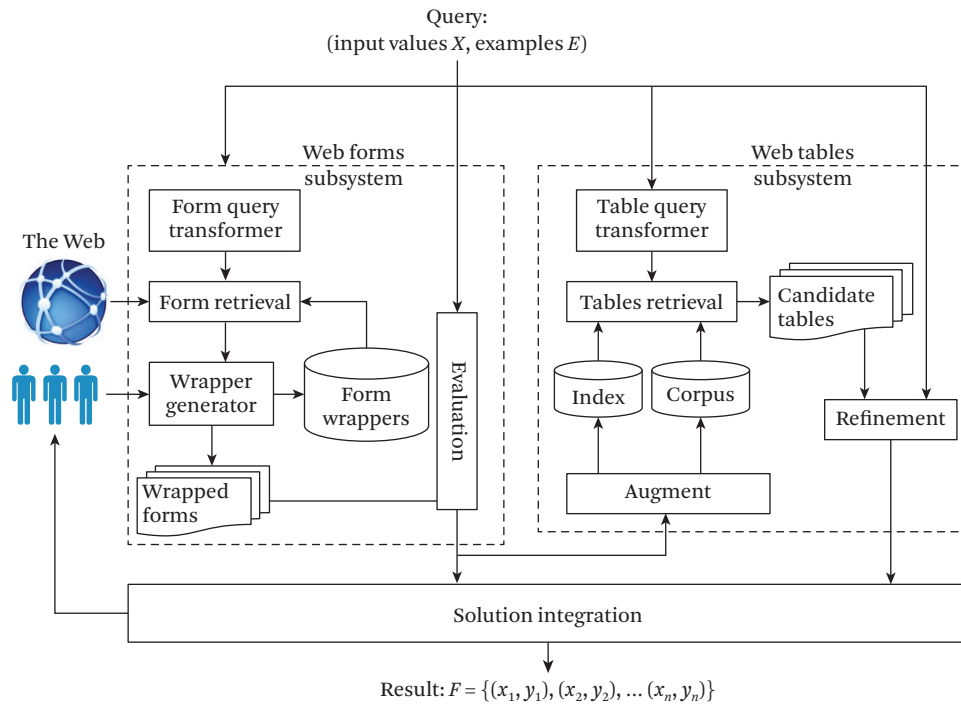 Query:
(input values X, examples E)
Web forms
subsystem
Web tables
subsystem
Form query
transformer
Table query
transformer
The Web
Form retrieval
Tables retrieval
Candidate
tables
Wrapper
generator
Form
wrappers
Evaluation
Index
Corpus
Refinement
Wrapped
forms
Augment
Solution integration
Result: F = {(x₁, y₁), (x₂, y₂), … (xₙ, yₙ)}